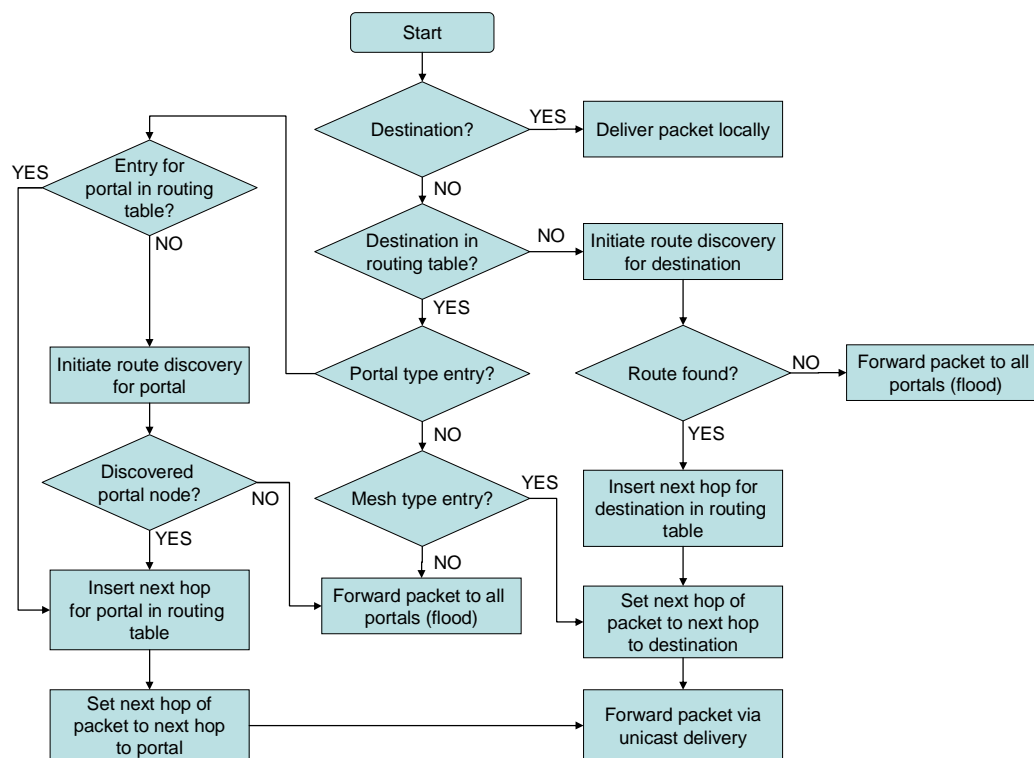 Start
Destination?
YES
Deliver packet locally
NO
YES
Entry for
portal in routing
table?
NO
Destination in
routing table?
NO
Initiate route discovery
for destination
YES
Initiate route discovery
for portal
Portal type entry?
NO
Route found?
NO
Forward packet to all
portals (flood)
YES
Discovered
portal node?
NO
YES
Mesh type entry?
YES
NO
Insert next hop for
destination in routing
table
Insert next hop
for portal in routing
table
Forward packet to all
portals (flood)
Set next hop of
packet to next hop
to destination
Set next hop of
packet to next hop
to portal
Forward packet via
unicast delivery